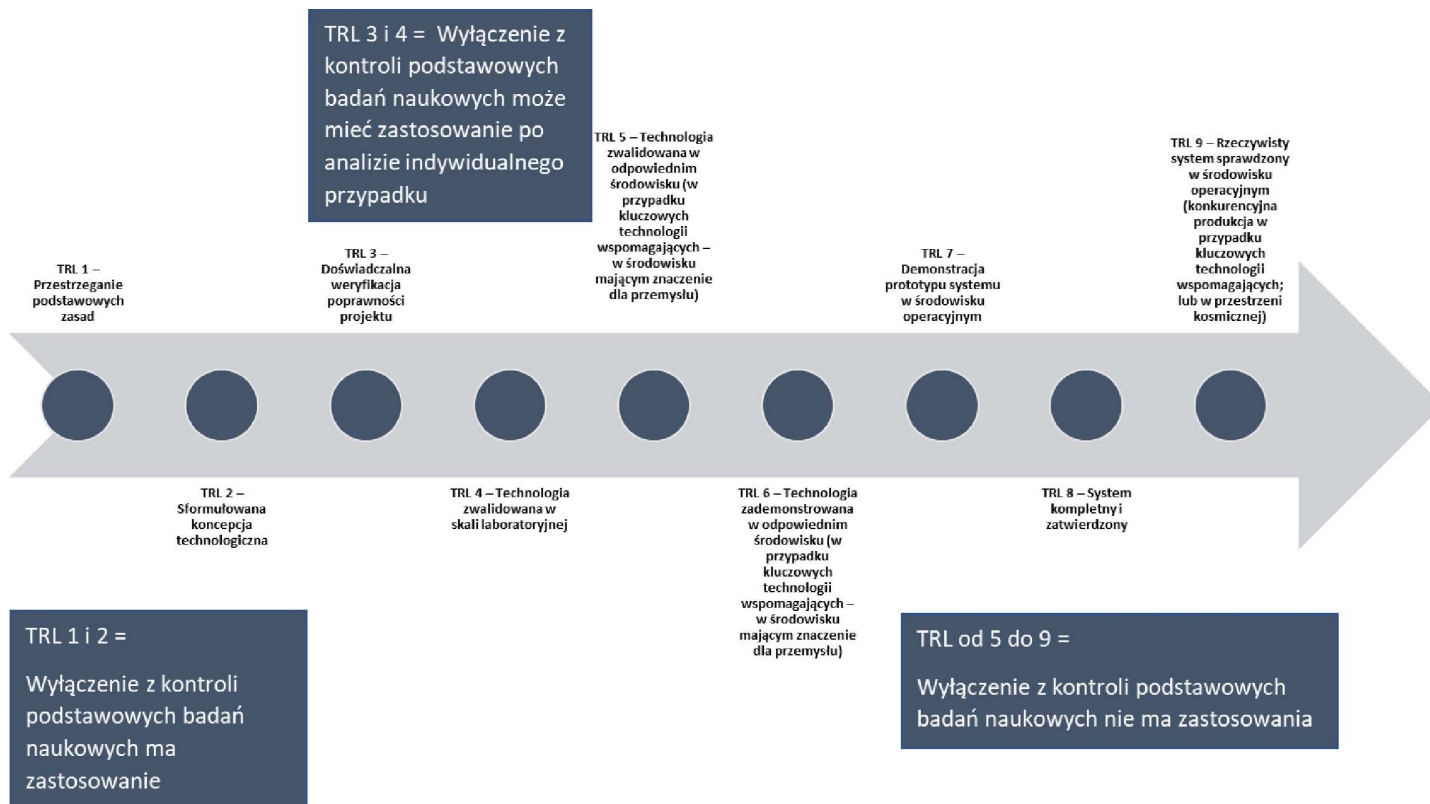 TRL 3 i 4 = Wyłączenie z
kontroli podstawowych
badań naukowych może
mieć zastosowanie po
analizie indywidualnego
przypadku
TRL 1 –
Przestrzeganie
podstawowych
zasad
TRL 3 –
Doświadczalna
weryfikacja
poprawności
projektu
TRL 5 – Technologia
zwalidowana w
odpowiednim
środowisku (w
przypadku
kluczowych
technologii
wspomagających –
w środowisku
mającym znaczenie
dla przemysłu)
TRL 7 –
Demonstracja
prototypu systemu
w środowisku
operacyjnym
TRL 9 – Rzeczywisty
system sprawdzony
w środowisku
operacyjnym
(konkurencyjna
produkcja w
przypadku
kluczowych
technologii
wspomagających;
lub w przestrzeni
kosmicznej)
TRL 2 –
Sformułowana
koncepcja
technologiczna
TRL 4 – Technologia
zwalidowana w
skali laboratoryjnej
TRL 6 – Technologia
zademonstrowana
w odpowiednim
środowisku (w
przypadku
kluczowych
technologii
wspomagających –
w środowisku
mającym znaczenie
dla przemysłu)
TRL 8 – System
kompletny i
zatwierdzony
TRL 1 i 2 =
Wyłączenie z kontroli
podstawowych badań
naukowych ma
zastosowanie
TRL od 5 do 9 =
Wyłączenie z kontroli podstawowych
badań naukowych nie ma zastosowania